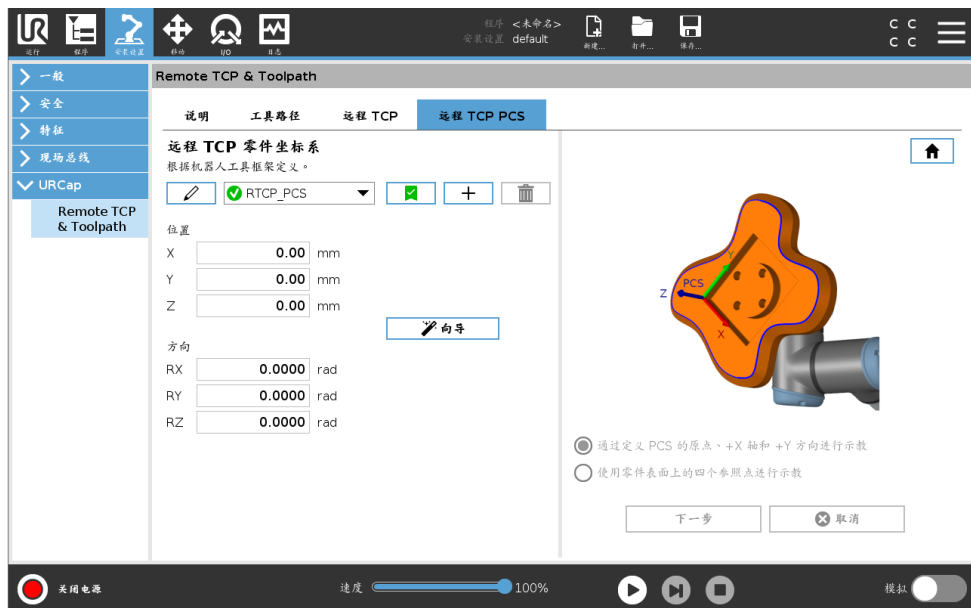 UR
运行
程序
安装设置
移动
I/O
日志
程序 <未命名>
安装设置 default
新建...
打开...
保存...
C C
C C
一般
安全
特征
现场总线
URCap
Remote TCP
& Toolpath
Remote TCP & Toolpath
说明 工具路径 远程 TCP 远程 TCP PCS
远程 TCP 零件坐标系
根据机器人工具框架定义。
RTCP_PCS
位置
X 0.00 mm
Y 0.00 mm
Z 0.00 mm
向导
方向
RX 0.0000 rad
RY 0.0000 rad
RZ 0.0000 rad
Y
PCS
Z
X
通过定义 PCS 的原点、+X 轴和 +Y 方向进行示教
使用零件表面上的四个参照点进行示教
下一步 取消
关闭电源
速度 100%
模拟